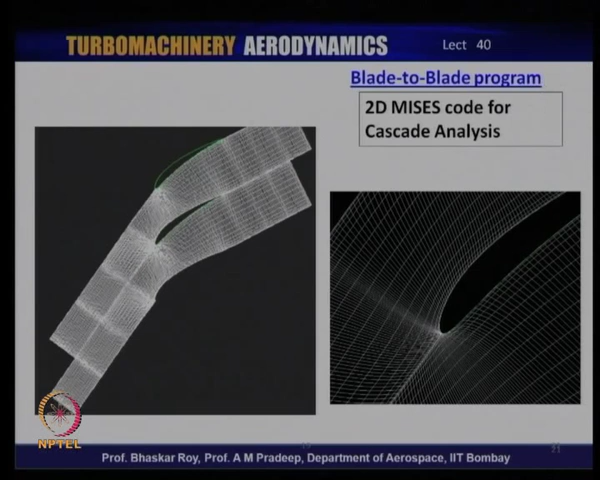 TURBOMACHINERY AERODYNAMICS
Lect 40
Blade-to-Blade program
2D MISES code for
Cascade Analysis
NPTEL
Prof. Bhaskar Roy, Prof. A M Pradeep, Department of Aerospace, IIT Bombay